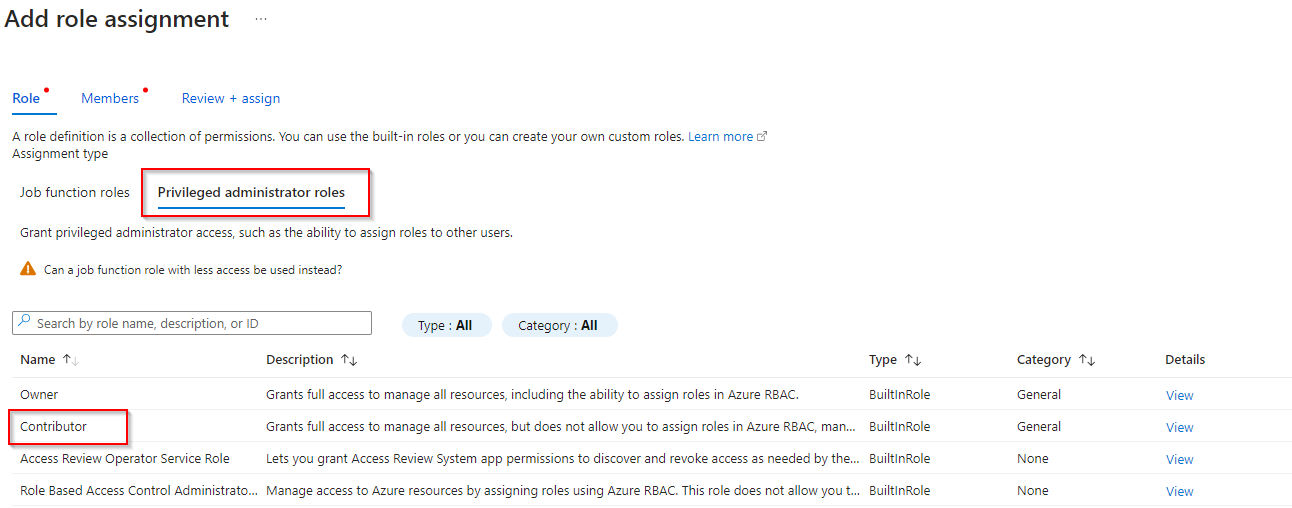 Add role assignment ...
Role Members Review + assign
A role definition is a collection of permissions. You can use the built-in roles or you can create your own custom roles. Learn more
Assignment type
Job function roles Privileged administrator roles
Grant privileged administrator access, such as the ability to assign roles to other users.
Can a job function role with less access be used instead?
Search by role name, description, or ID Type : All Category : All
Name ↑↓ Description ↑↓ Type ↑↓ Category ↑↓ Details
Owner Grants full access to manage all resources, including the ability to assign roles in Azure RBAC. BuiltInRole General View
Contributor Grants full access to manage all resources, but does not allow you to assign roles in Azure RBAC, man... BuiltInRole General View
Access Review Operator Service Role Lets you grant Access Review System app permissions to discover and revoke access as needed by the... BuiltInRole None View
Role Based Access Control Administrato... Manage access to Azure resources by assigning roles using Azure RBAC. This role does not allow you t... BuiltInRole None View